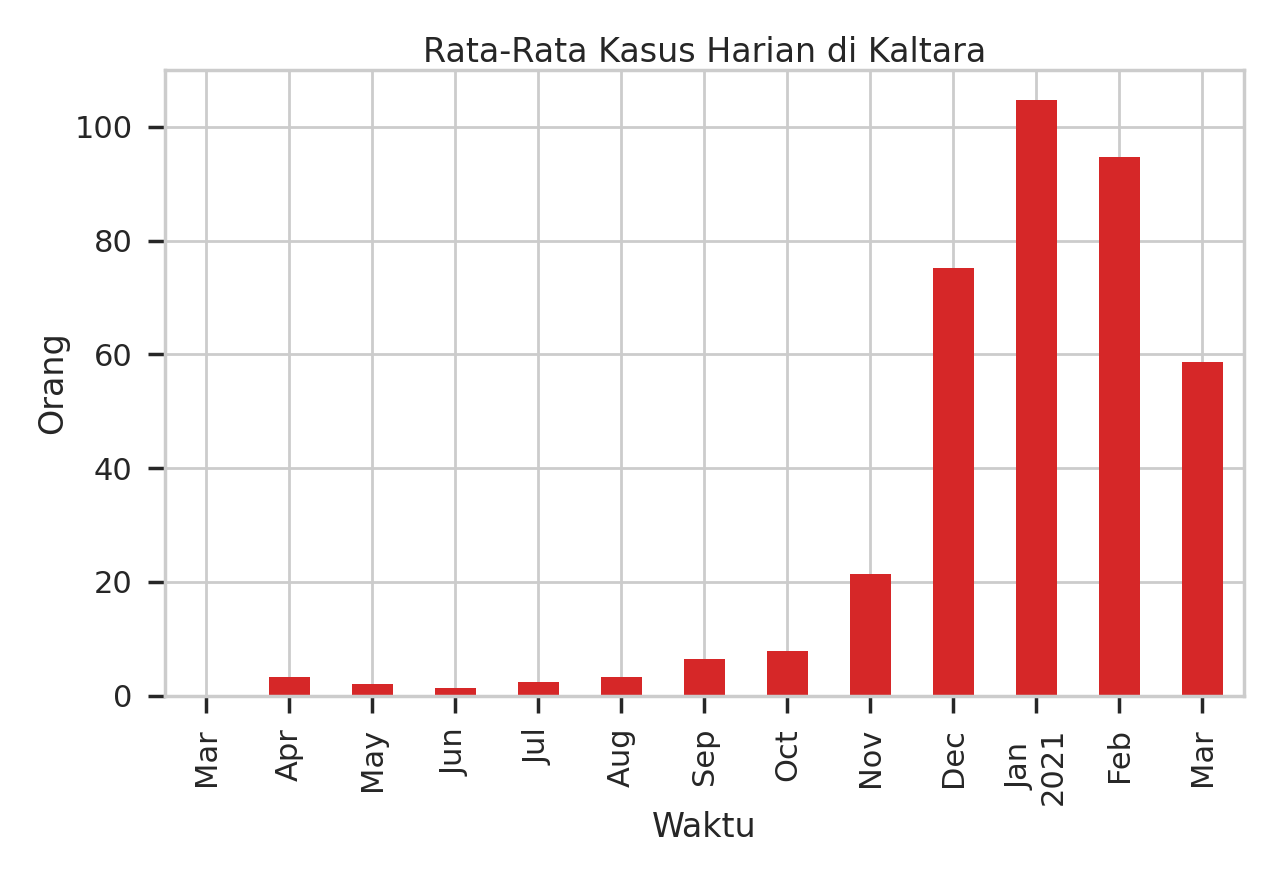 Rata-Rata Kasus Harian di Kaltara
100
80
60
40
20
0
Orang
Mar
Apr
May
Jun
Jul
Aug
Sep
Oct
Nov
Dec
Jan
2021
Feb
Mar
Waktu